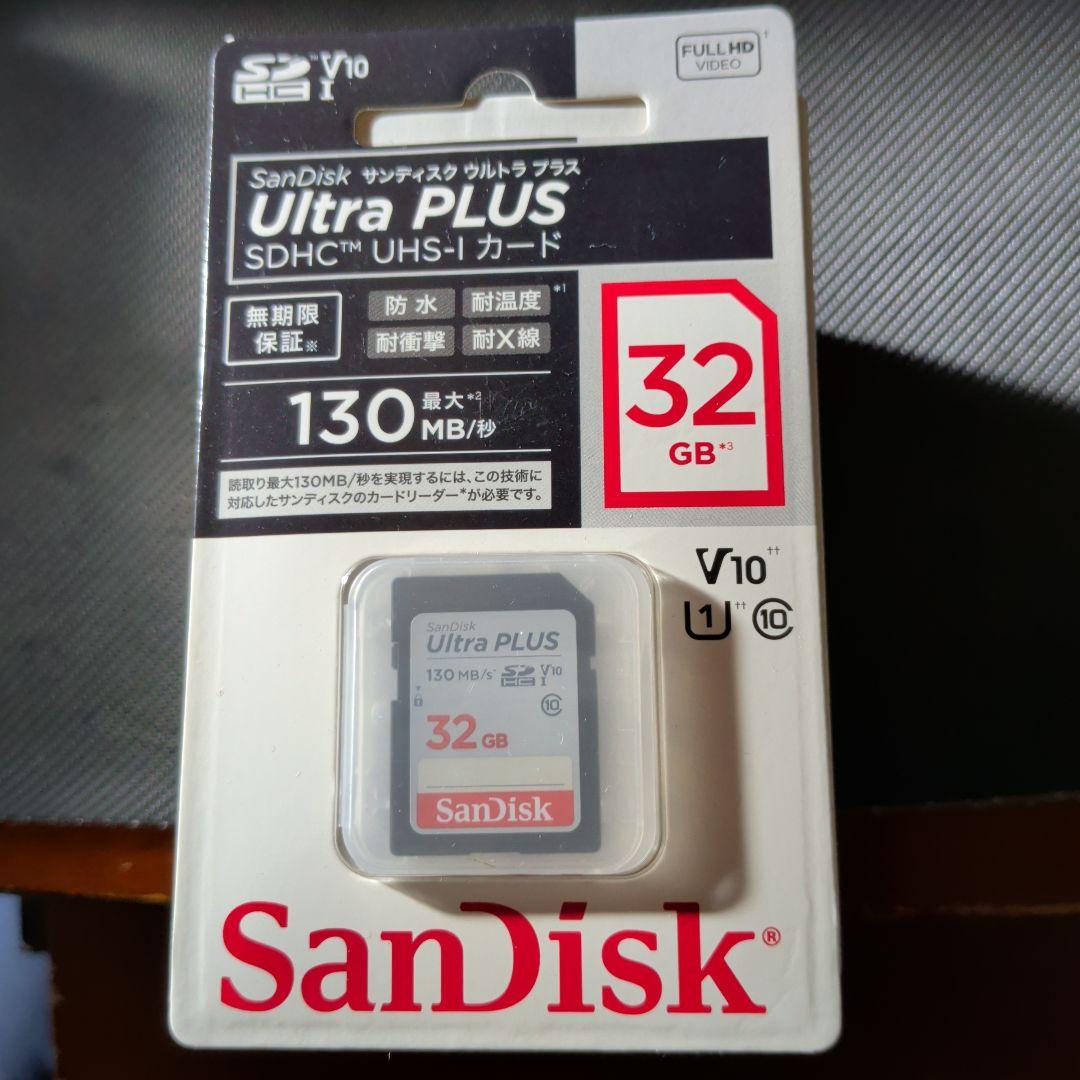 SD HC I V10
FULL HD †
VIDEO
SanDisk サンディスク ウルトラ プラス
Ultra PLUS
SDHC™ UHS-I カード
無期限
保証※
防水 耐温度 *1
耐衝撃 耐X線
130 最大*2
MB/秒
読取り最大130MB/秒を実現するには、この技術に
対応したサンディスクのカードリーダー*が必要です。
32
GB*3
V10††
1†† 10
SanDisk
Ultra PLUS
130 MB/s* SD HC I V10
10
32 GB
SanDisk
SanDisk®